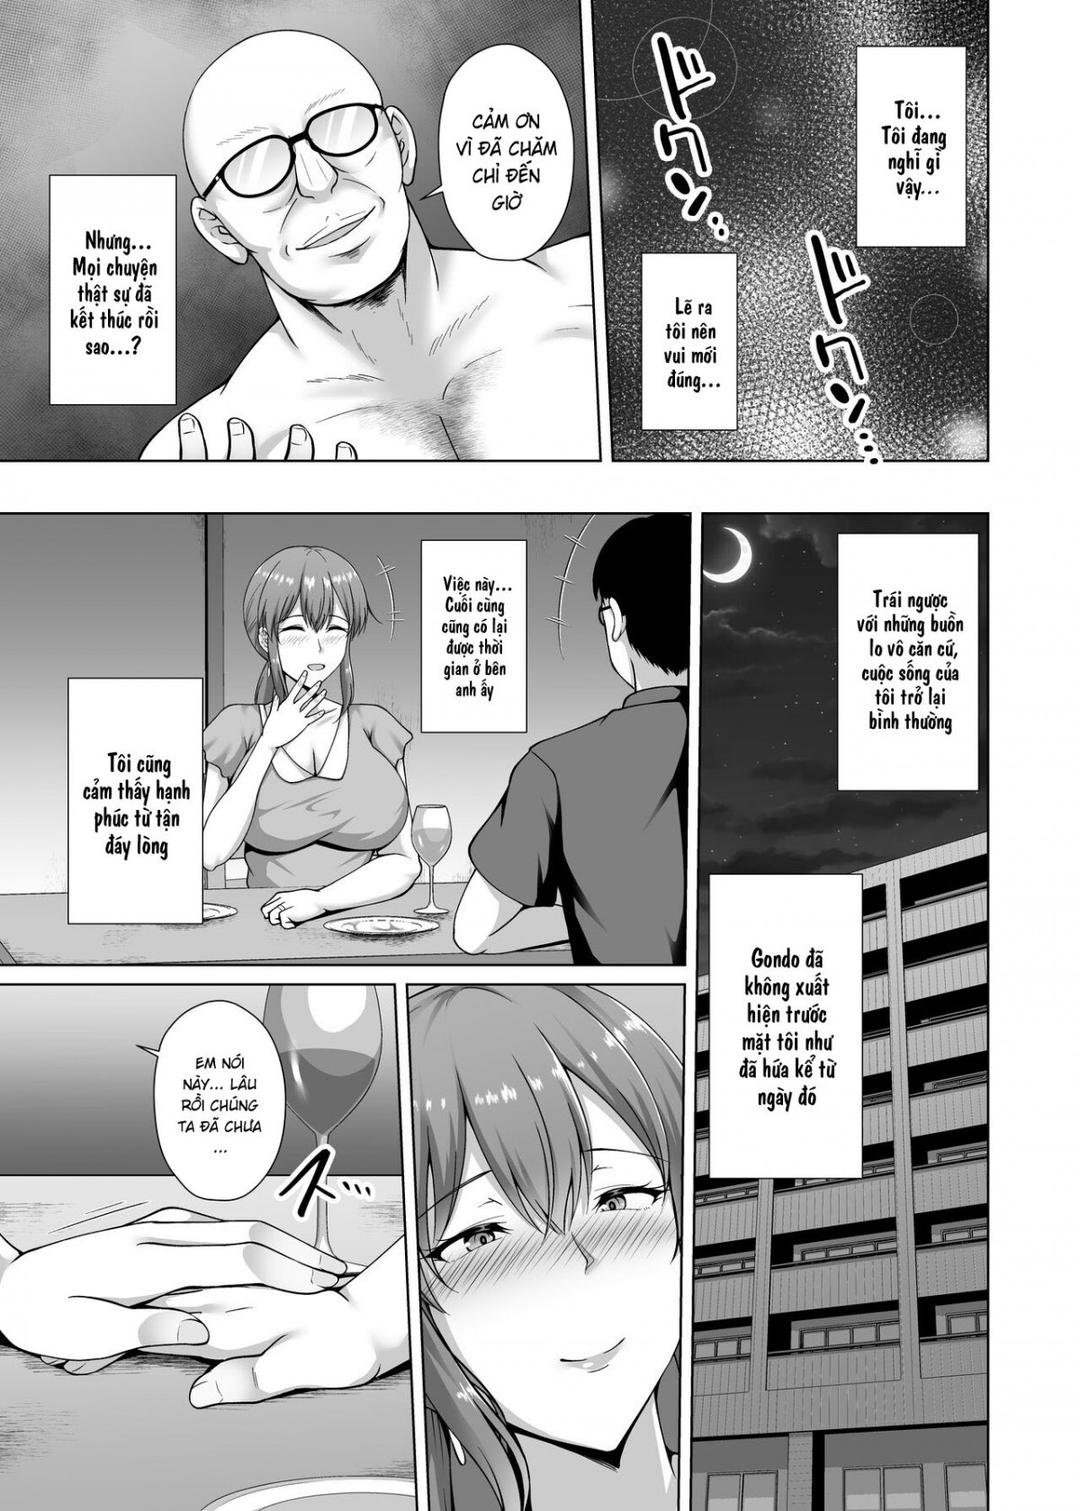 Tôi...
Tôi đang
nghĩ gì
vậy...
ドクン...
Lẽ ra
tôi nên
vui mới
đúng...
ドクン...
CẢM ƠN
VÌ ĐÃ CHĂM
CHỈ ĐẾN
GIỜ
Nhưng...
Mọi chuyện
thật sự đã
kết thúc rồi
sao...?
Trái ngược
với những buồn
lo vô căn cứ,
cuộc sống của
tôi trở lại
bình thường
Gondo đã
không xuất
hiện trước
mặt tôi như
đã hứa kể từ
ngày đó
Việc này...
Cuối cùng
cũng có lại
được thời
gian ở bên
anh ấy
Tôi cũng
cảm thấy hạnh
phúc từ tận
đáy lòng
EM NÓI
NÀY... LÂU
RỒI CHÚNG
TA ĐÃ CHƯA
...
ス...